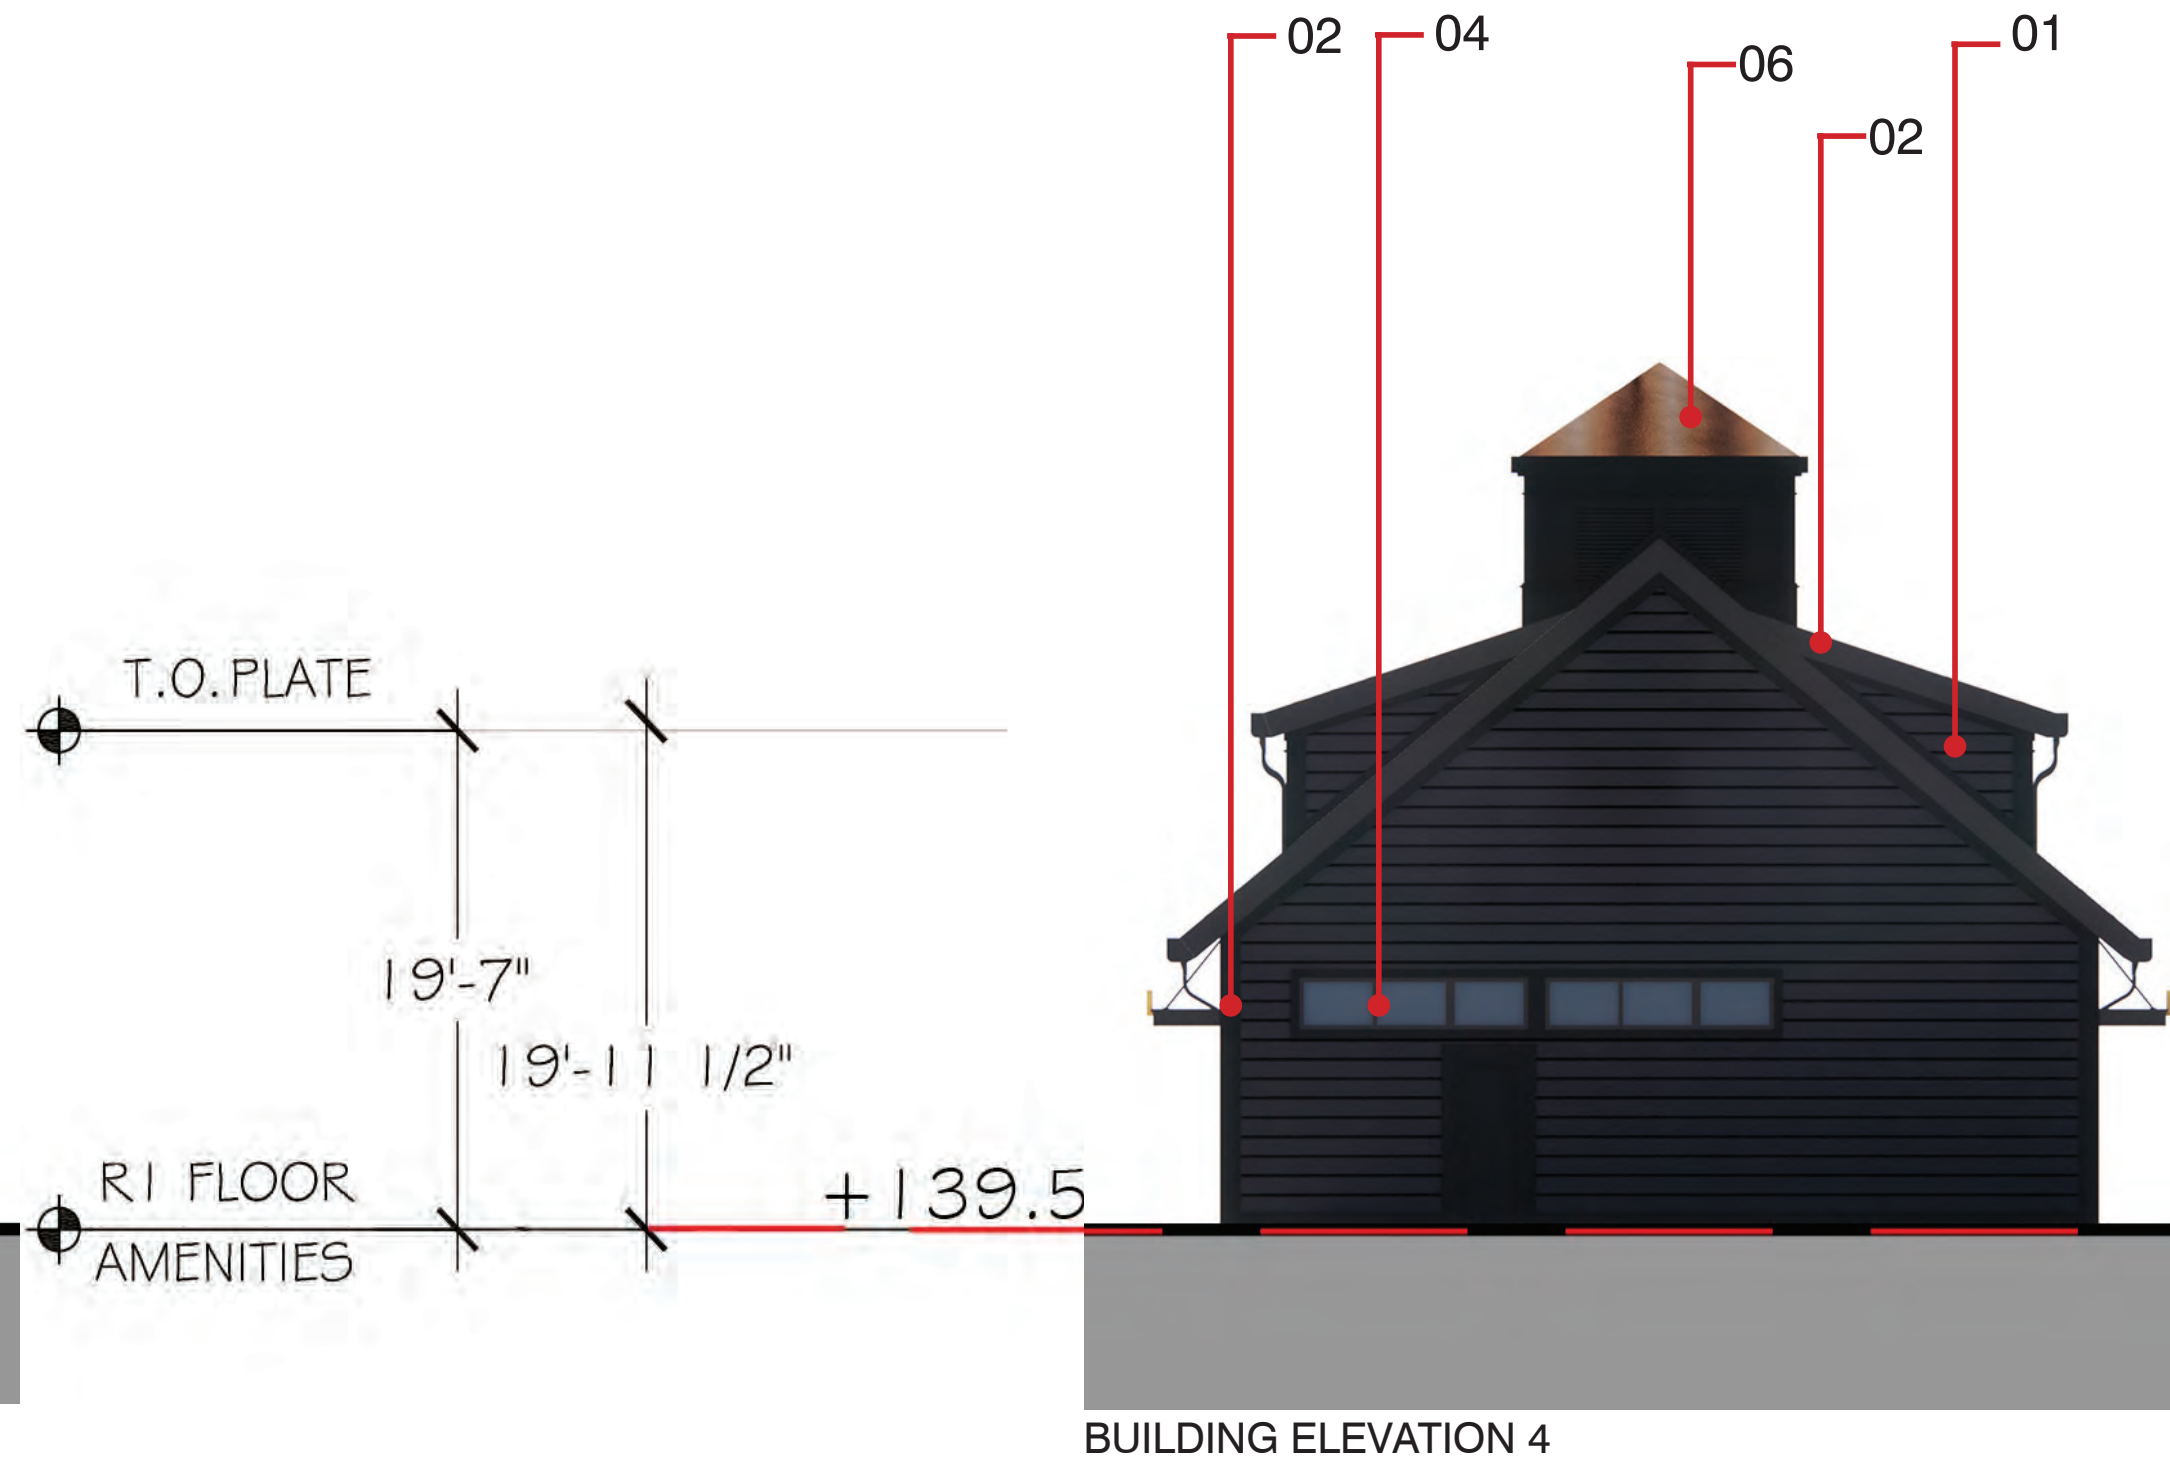 02
04
01
06
02
T.O. PLATE
19'-7"
19'-11 1/2"
R1 FLOOR
+139.5
AMENITIES
BUILDING ELEVATION 4